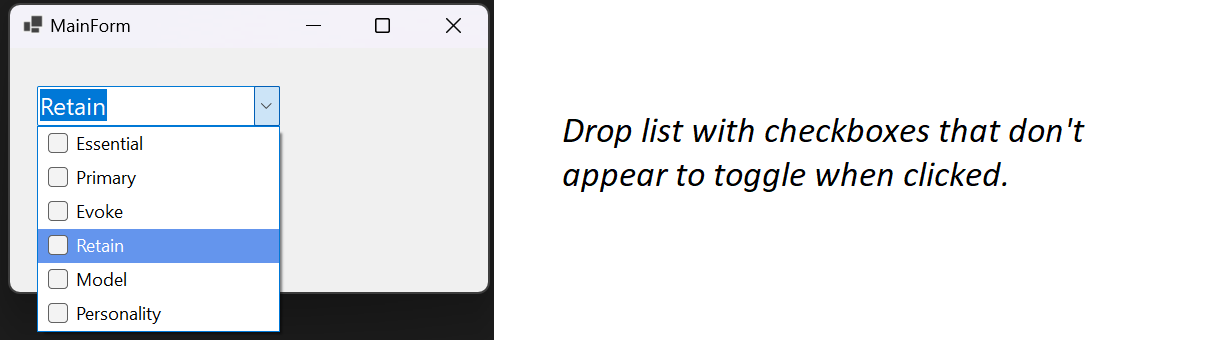 MainForm
Retain
Essential
Primary
Evoke
Retain
Model
Personality
Drop list with checkboxes that don't
appear to toggle when clicked.